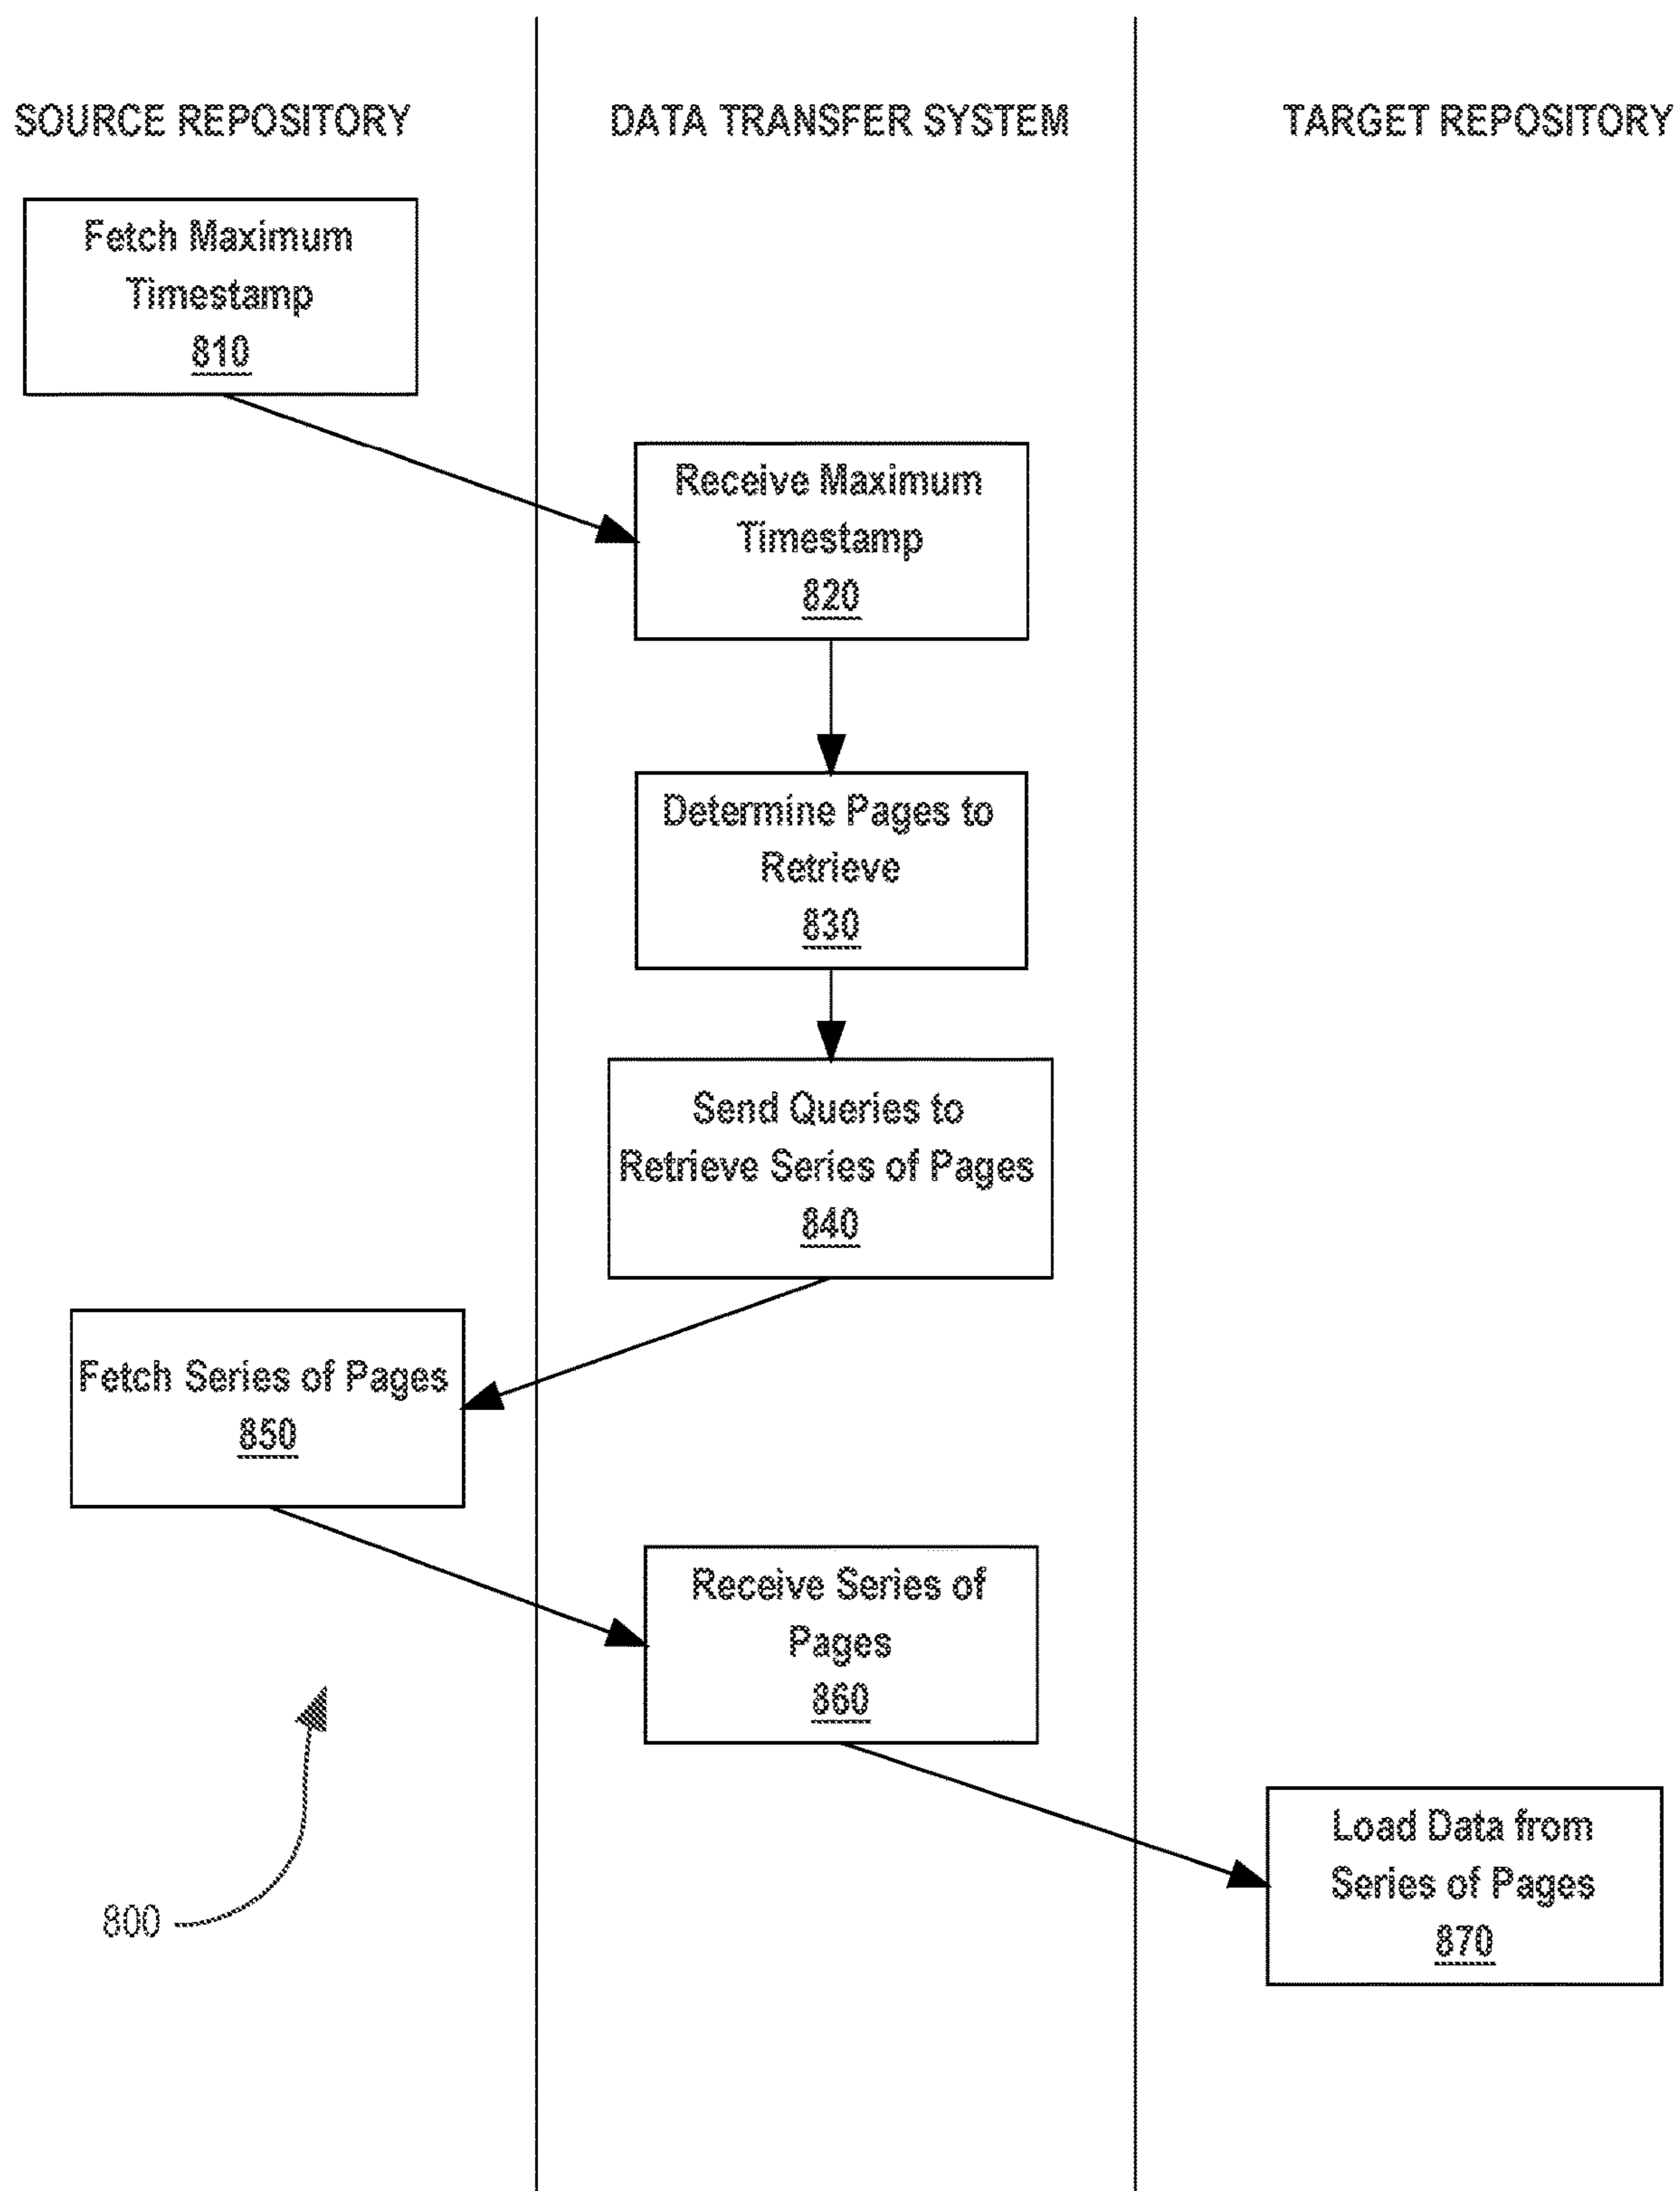 SOURCE REPOSITORY
DATA TRANSFER SYSTEM
TARGET REPOSITORY
Fetch Maximum
Timestamp
810
Receive Maximum
Timestamp
820
Determine Pages to
Retrieve
830
Send Queries to
Retrieve Series of Pages
840
Fetch Series of Pages
850
Receive Series of
Pages
860
Load Data from
Series of Pages
870
800